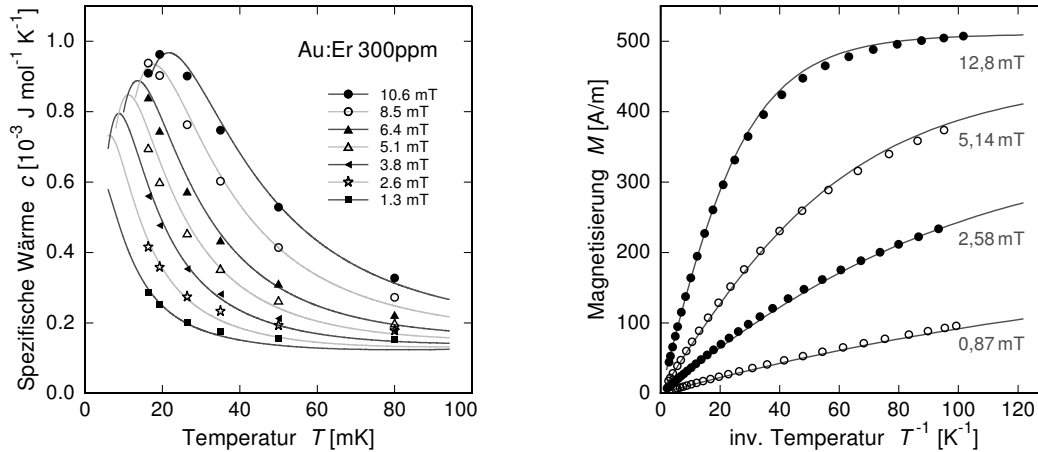 Spezifische Wärme c [10⁻³ J mol⁻¹ K⁻¹]
1.0
0.8
0.6
0.4
0.2
0.0
0 20 40 60 80 100
Temperatur T [mK]
Au:Er 300ppm
10.6 mT
8.5 mT
6.4 mT
5.1 mT
3.8 mT
2.6 mT
1.3 mT
Magnetisierung M [A/m]
500
400
300
200
100
0
0 20 40 60 80 100 120
inv. Temperatur T⁻¹ [K⁻¹]
12,8 mT
5,14 mT
2,58 mT
0,87 mT